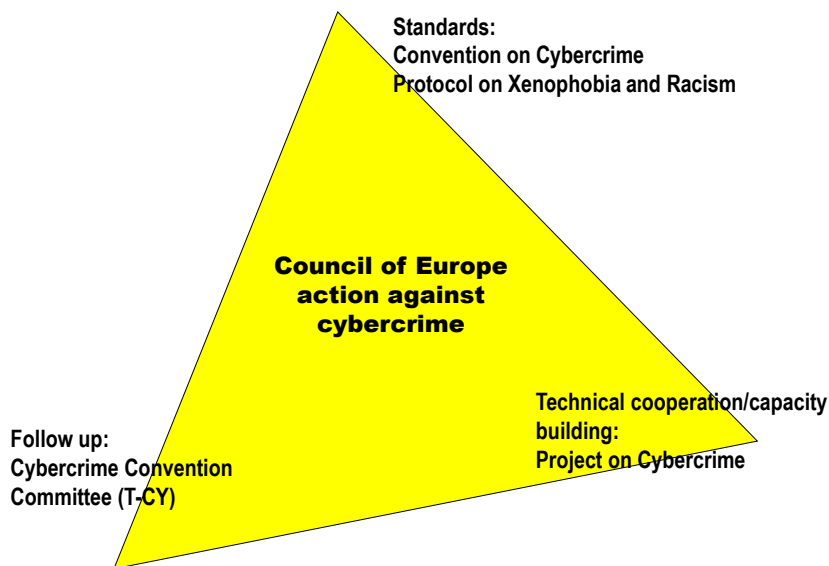 Standards:
Convention on Cybercrime
Protocol on Xenophobia and Racism
Council of Europe
action against
cybercrime
Technical cooperation/capacity
building:
Project on Cybercrime
Follow up:
Cybercrime Convention
Committee (T-CY)